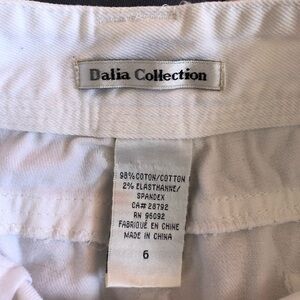 Dalia Collection
98%COTON/COTTON
2% ELASTHANNE/
SPANDEX
CA# 28792
RN 96092
FABRIQUÉ EN CHINE
MADE IN CHINA
6